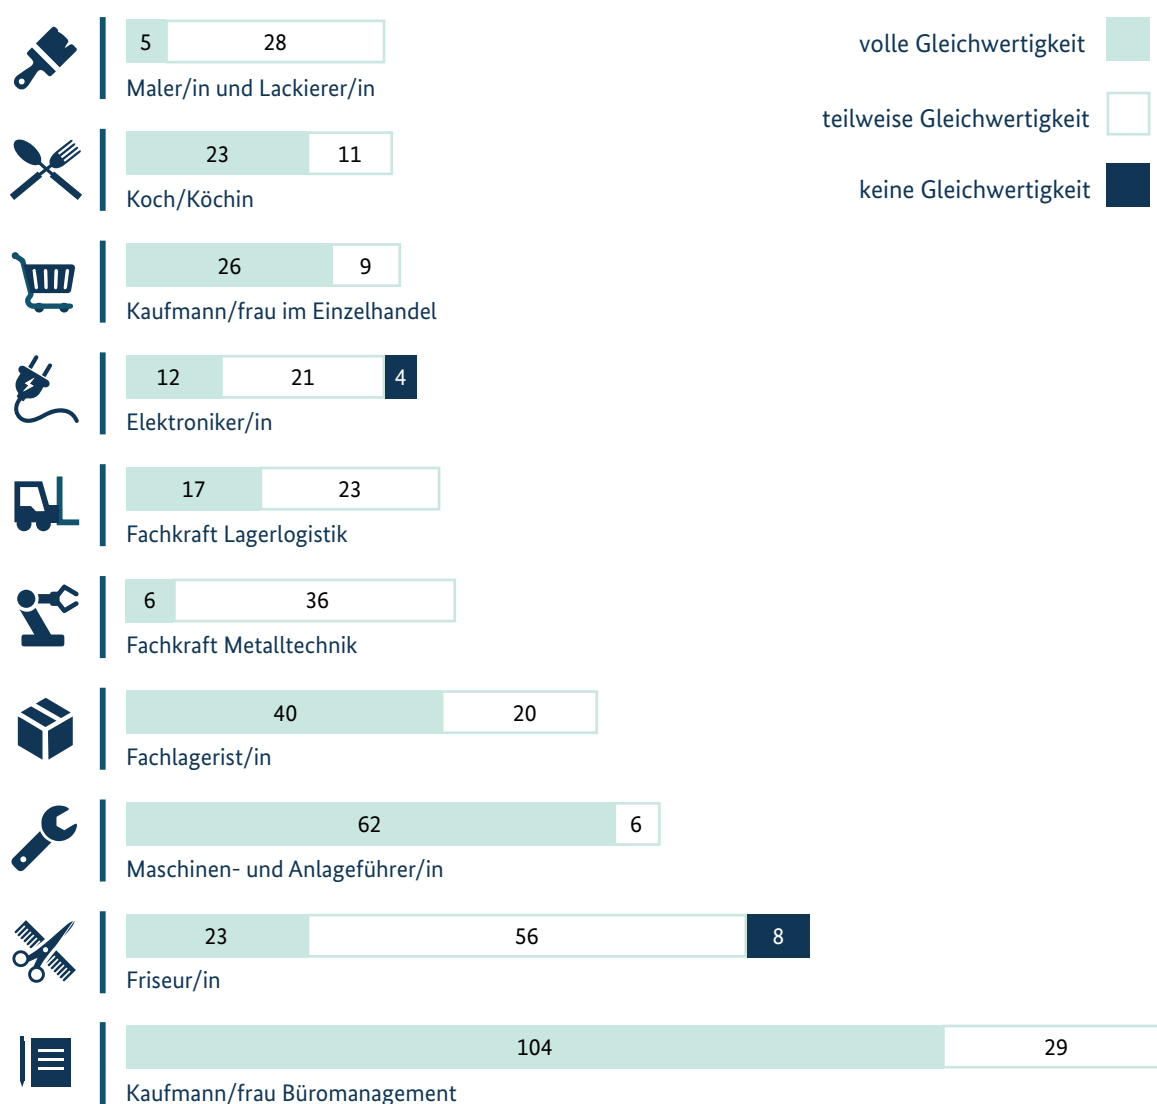 5 28
Maler/in und Lackierer/in
volle Gleichwertigkeit
teilweise Gleichwertigkeit
keine Gleichwertigkeit
23 11
Koch/Köchin
26 9
Kaufmann/frau im Einzelhandel
12 21 4
Elektroniker/in
17 23
Fachkraft Lagerlogistik
6 36
Fachkraft Metalltechnik
40 20
Fachlagerist/in
62 6
Maschinen- und Anlageführer/in
23 56 8
Friseur/in
104 29
Kaufmann/frau Büromanagement